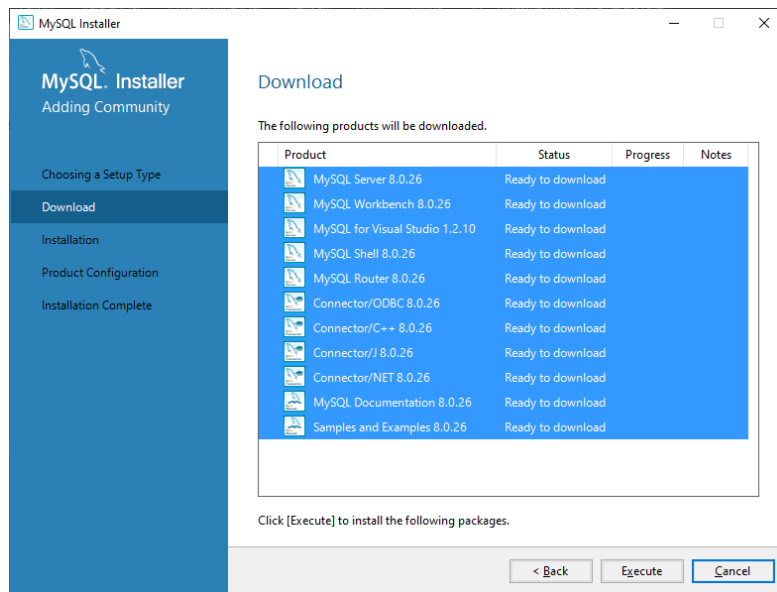 MySQL Installer
MySQL. Installer
Adding Community
Choosing a Setup Type
Download
Installation
Product Configuration
Installation Complete
Download
The following products will be downloaded.
Product Status Progress Notes
MySQL Server 8.0.26 Ready to download
MySQL Workbench 8.0.26 Ready to download
MySQL for Visual Studio 1.2.10 Ready to download
MySQL Shell 8.0.26 Ready to download
MySQL Router 8.0.26 Ready to download
Connector/ODBC 8.0.26 Ready to download
Connector/C++ 8.0.26 Ready to download
Connector/J 8.0.26 Ready to download
Connector/NET 8.0.26 Ready to download
MySQL Documentation 8.0.26 Ready to download
Samples and Examples 8.0.26 Ready to download
Click [Execute] to install the following packages.
< Back Execute Cancel